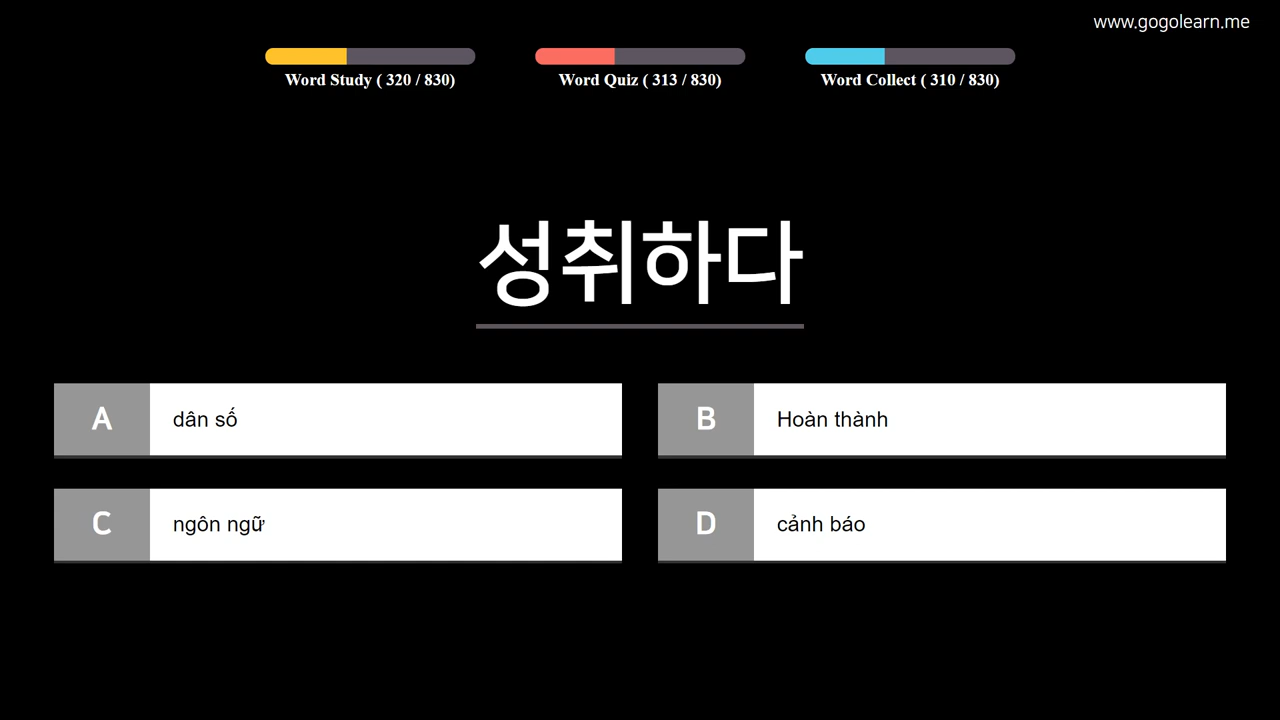 www.gogolearn.me
Word Study ( 320 / 830)
Word Quiz ( 313 / 830)
Word Collect ( 310 / 830)
성취하다
A dân số
B Hoàn thành
C ngôn ngữ
D cảnh báo